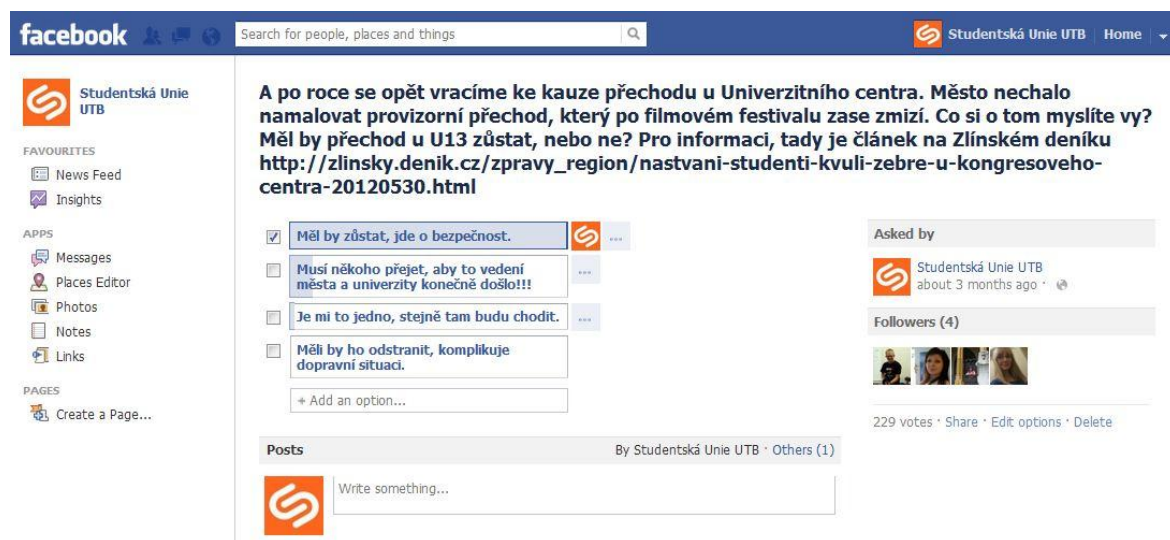 facebook
Search for people, places and things
Studentská Unie UTB
Home
Studentská Unie
UTB
FAVOURITES
News Feed
Insights
APPS
Messages
Places Editor
Photos
Notes
Links
PAGES
Create a Page...
A po roce se opět vracíme ke kauze přechodu u Univerzitního centra. Město nechalo
namalovat provizorní přechod, který po filmovém festivalu zase zmizí. Co si o tom myslíte vy?
Měl by přechod u U13 zůstat, nebo ne? Pro informaci, tady je článek na Zlínském deníku
http://zlinsky.denik.cz/zpravy_region/nastvani-studenti-kvuli-zebre-u-kongresoveho-
centra-20120530.html
Měl by zůstat, jde o bezpečnost.
...
Musí někoho přejet, aby to vedení
města a univerzity konečně došlo!!!
...
Je mi to jedno, stejně tam budu chodit.
...
Měli by ho odstranit, komplikuje
dopravní situaci.
+ Add an option...
Asked by
Studentská Unie UTB
about 3 months ago ·
Followers (4)
229 votes · Share · Edit options · Delete
Posts
By Studentská Unie UTB · Others (1)
Write something...